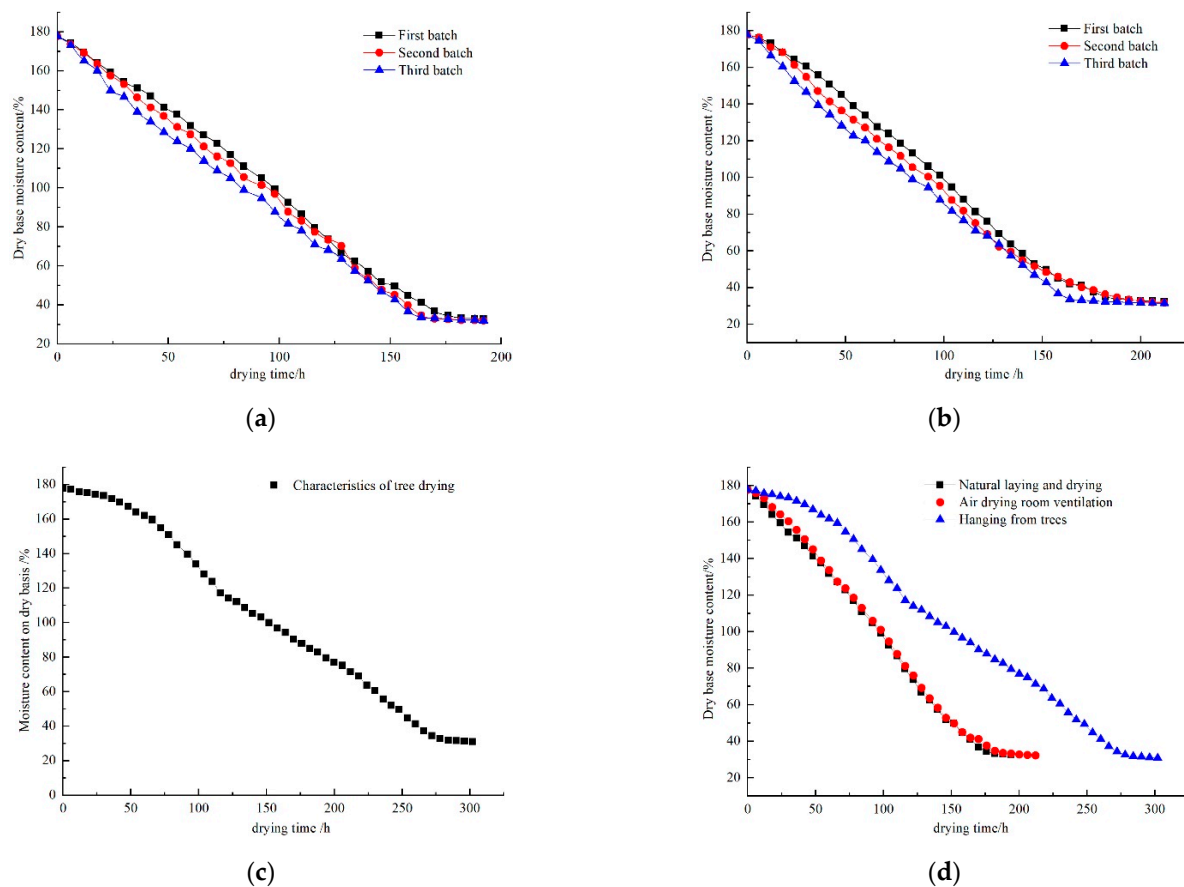 180
160
140
120
100
80
60
40
20
Dry base moisture content/%
First batch
Second batch
Third batch
0 50 100 150 200
drying time/h
(a)
180
160
140
120
100
80
60
40
20
Dry base moisture content /%
First batch
Second batch
Third batch
0 50 100 150 200
drying time /h
(b)
180
160
140
120
100
80
60
40
20
0
Moisture content on dry basis /%
Characteristics of tree drying
0 50 100 150 200 250 300
drying time /h
(c)
180
160
140
120
100
80
60
40
20
Dry base moisture content/%
Natural laying and drying
Air drying room ventilation
Hanging from trees
0 50 100 150 200 250 300
drying time/h
(d)